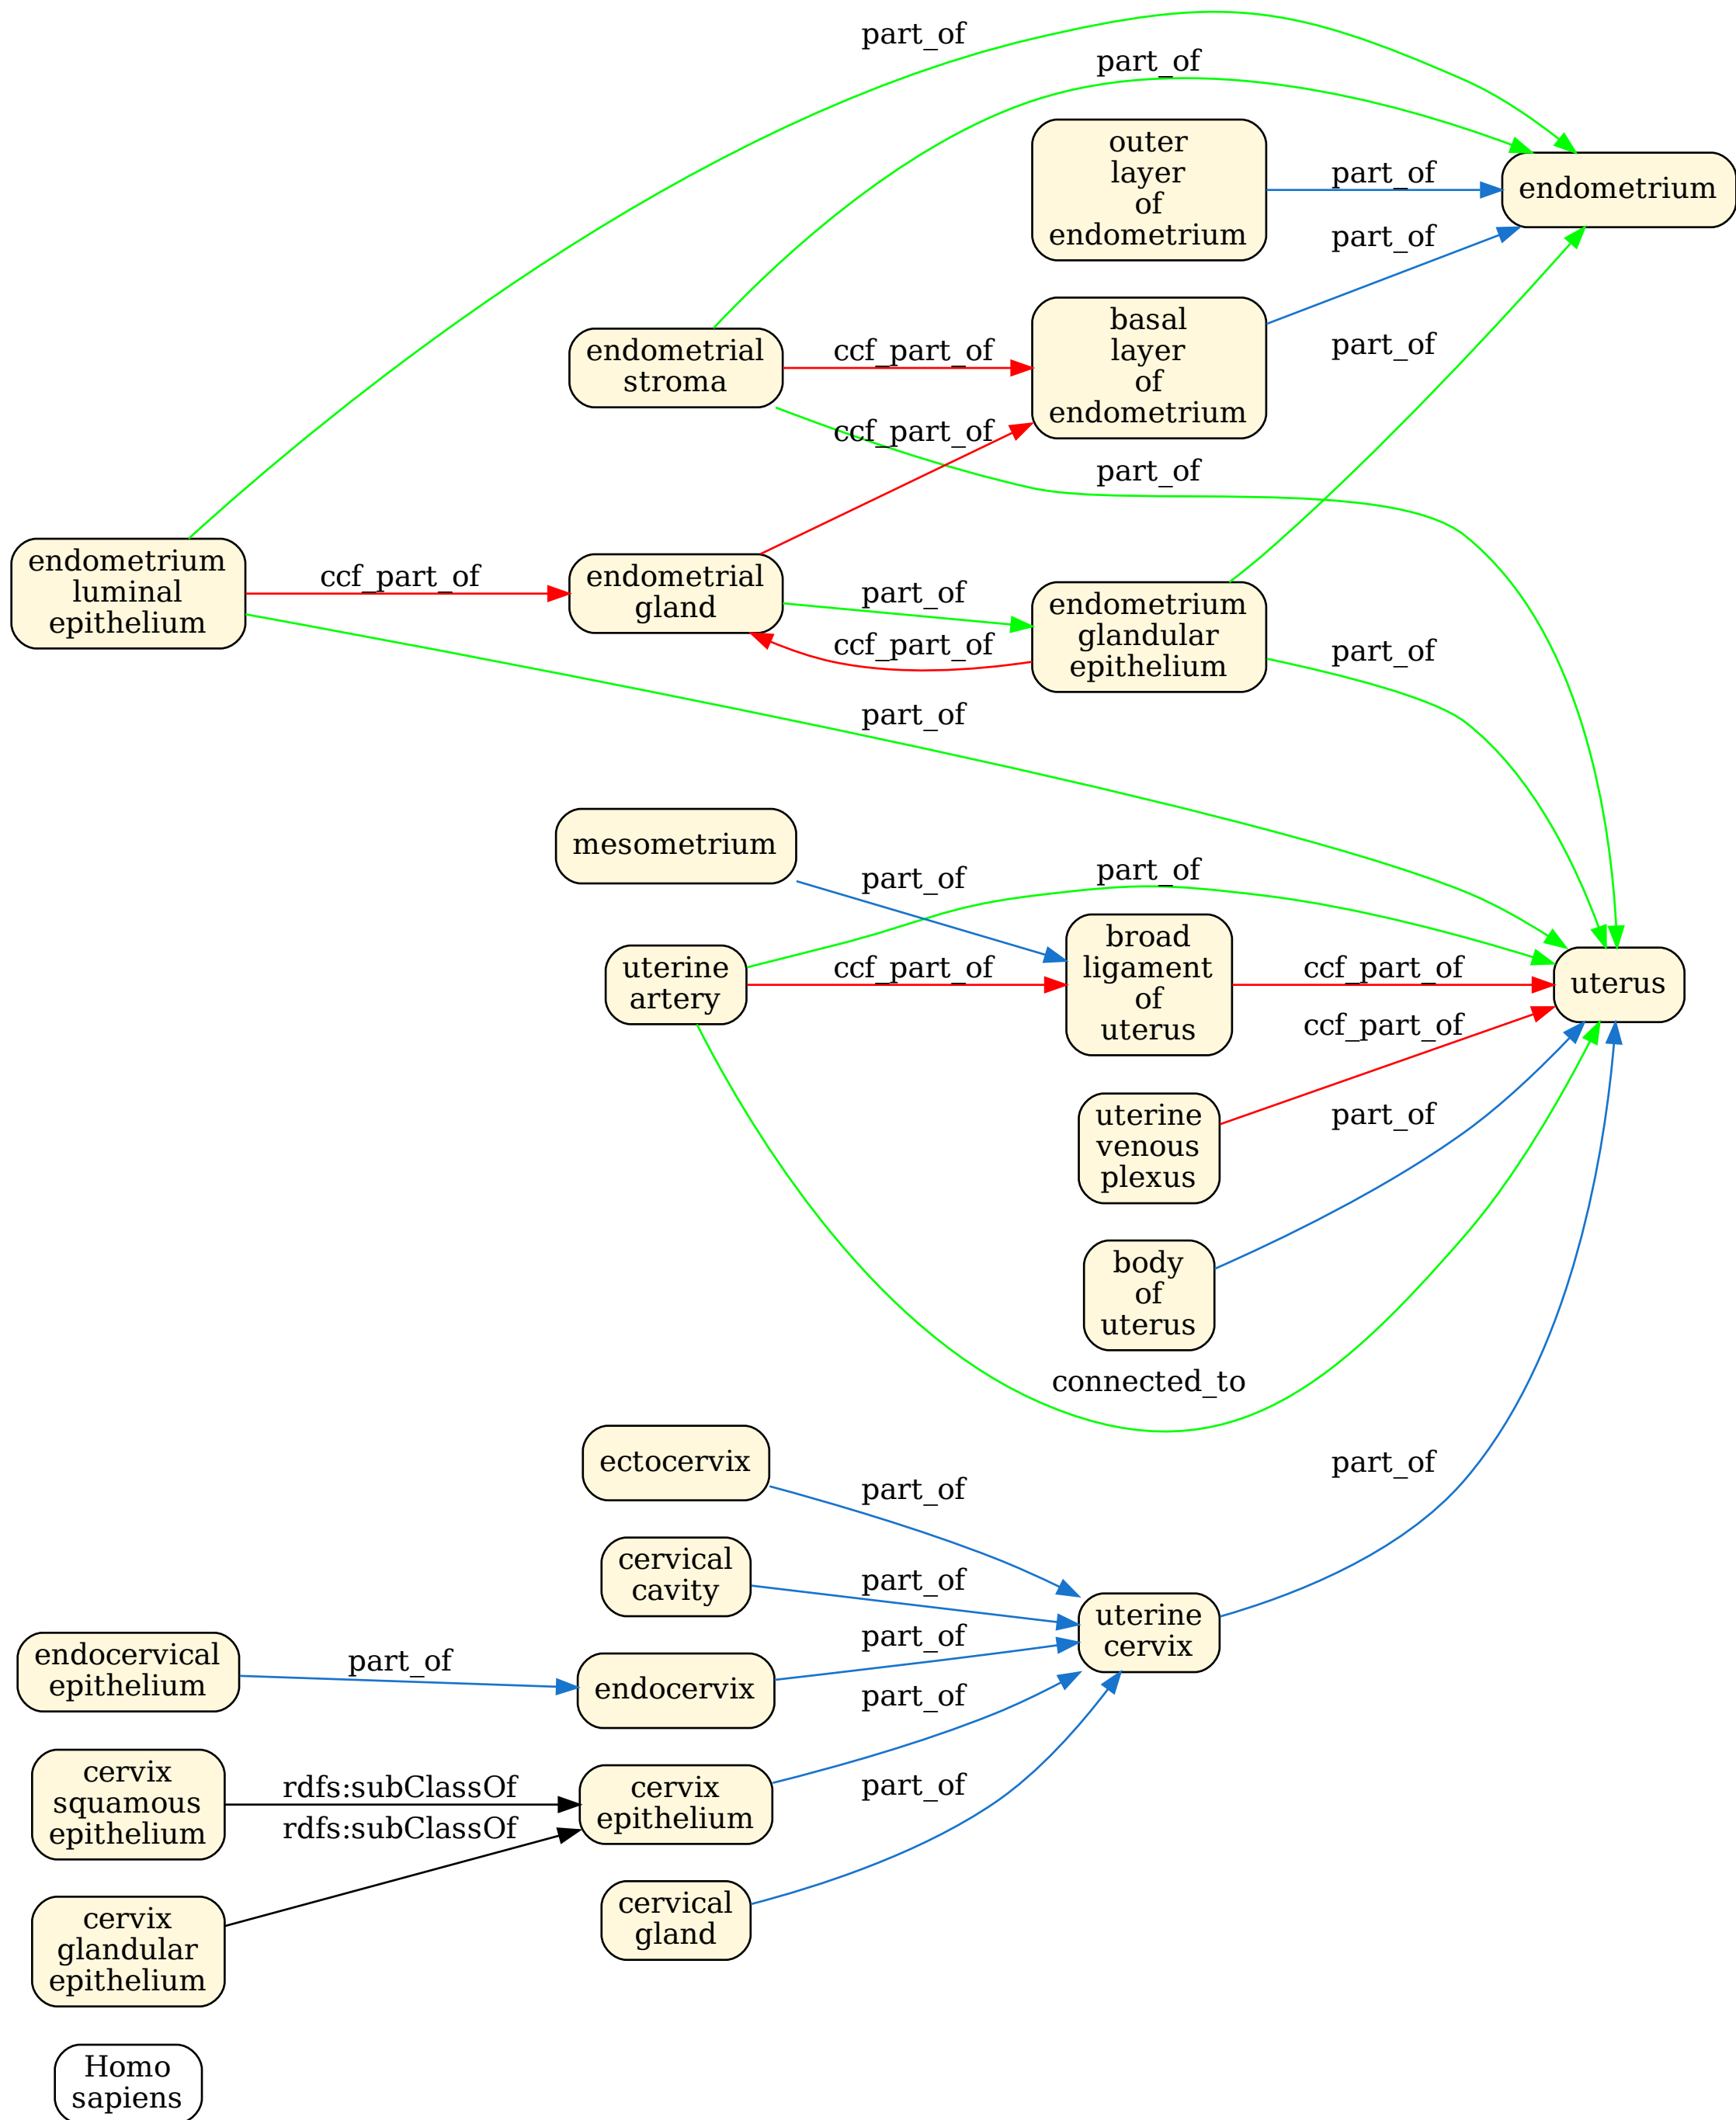 part_of
part_of
outer
layer
of
endometrium
part_of
endometrium
part_of
basal
layer
of
endometrium
endometrial
stroma
ccf_part_of
part_of
ccf_part_of
part_of
endometrium
luminal
epithelium
ccf_part_of
endometrial
gland
part_of
ccf_part_of
endometrium
glandular
epithelium
part_of
part_of
mesometrium
part_of
part_of
uterine
artery
ccf_part_of
broad
ligament
of
uterus
ccf_part_of
uterus
ccf_part_of
uterine
venous
plexus
part_of
body
of
uterus
connected_to
ectocervix
part_of
part_of
cervical
cavity
part_of
uterine
cervix
endocervical
epithelium
part_of
endocervix
part_of
part_of
cervix
squamous
epithelium
rdfs:subClassOf
rdfs:subClassOf
cervix
epithelium
part_of
cervix
glandular
epithelium
cervical
gland
Homo
sapiens